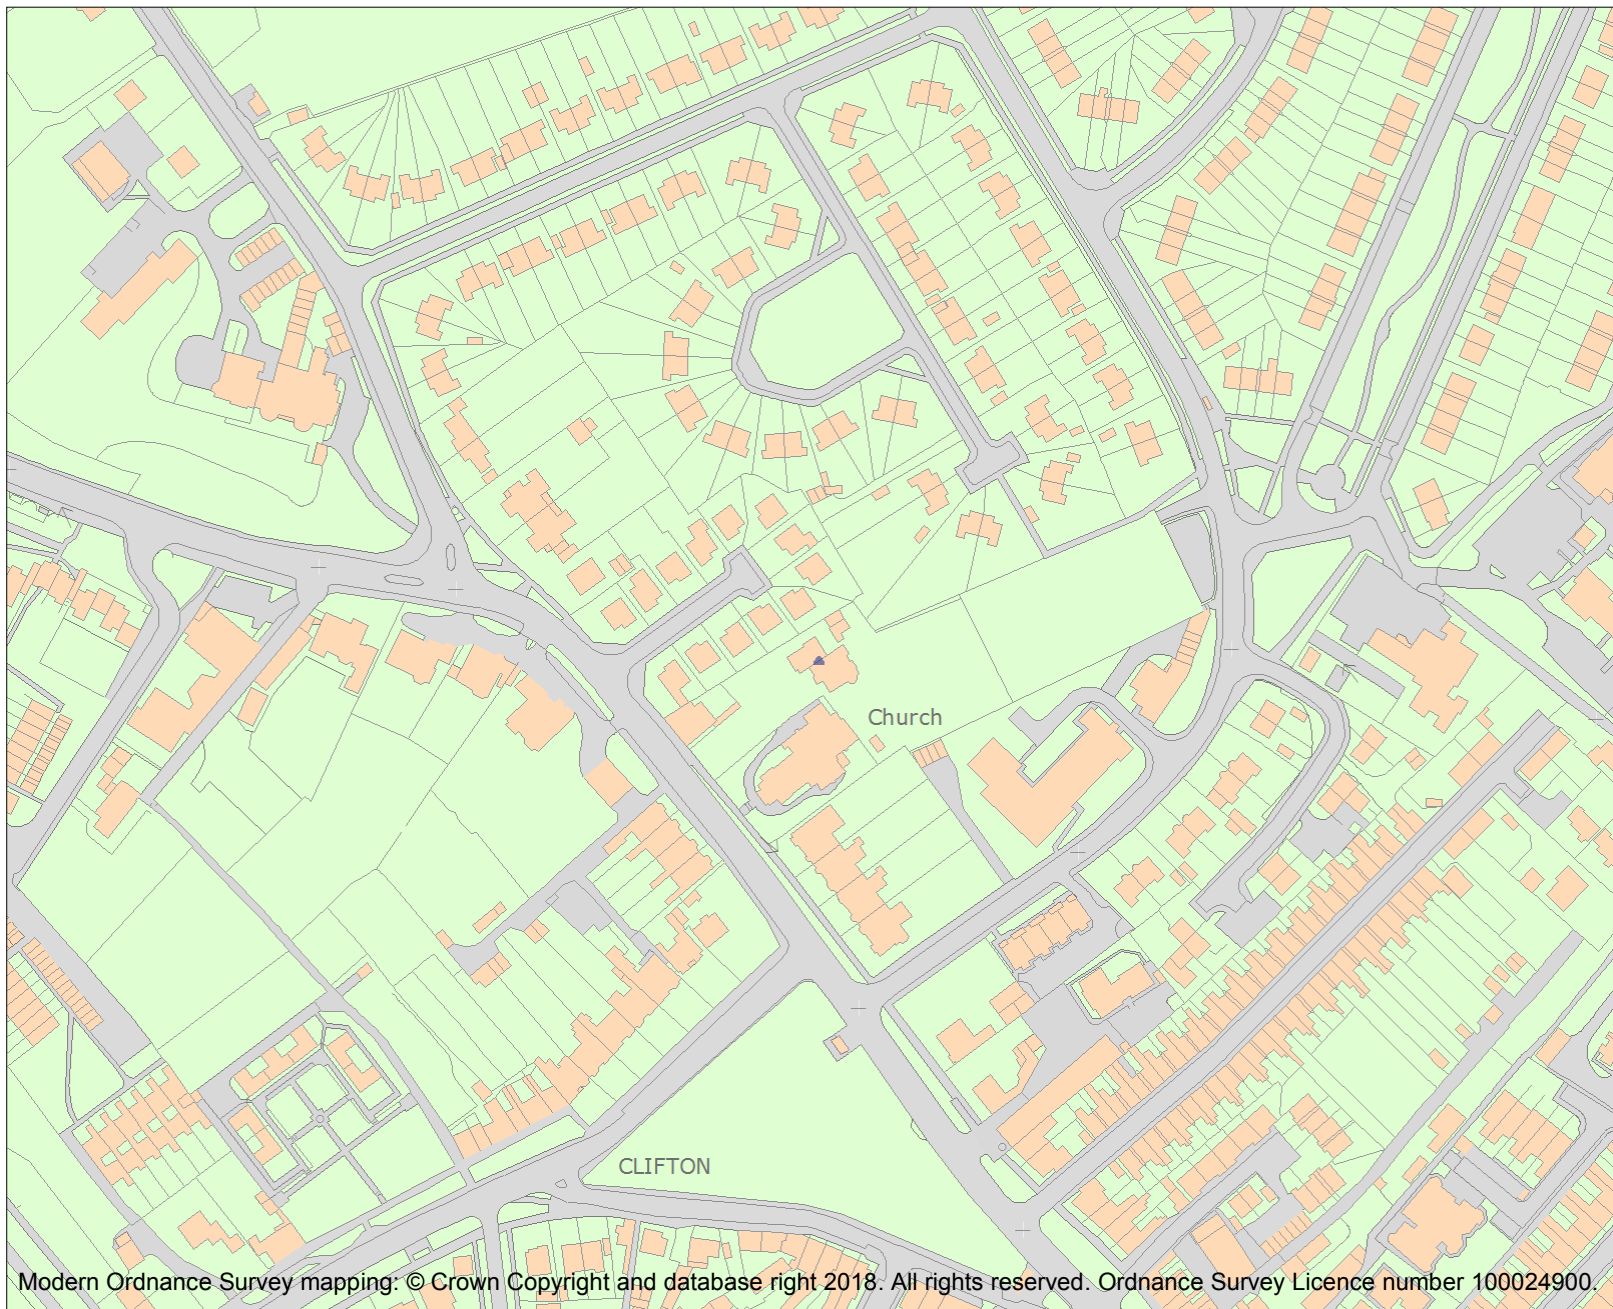 Church
CLIFTON
Modern Ordnance Survey mapping: © Crown Copyright and database right 2018. All rights reserved. Ordnance Survey Licence number 100024900.